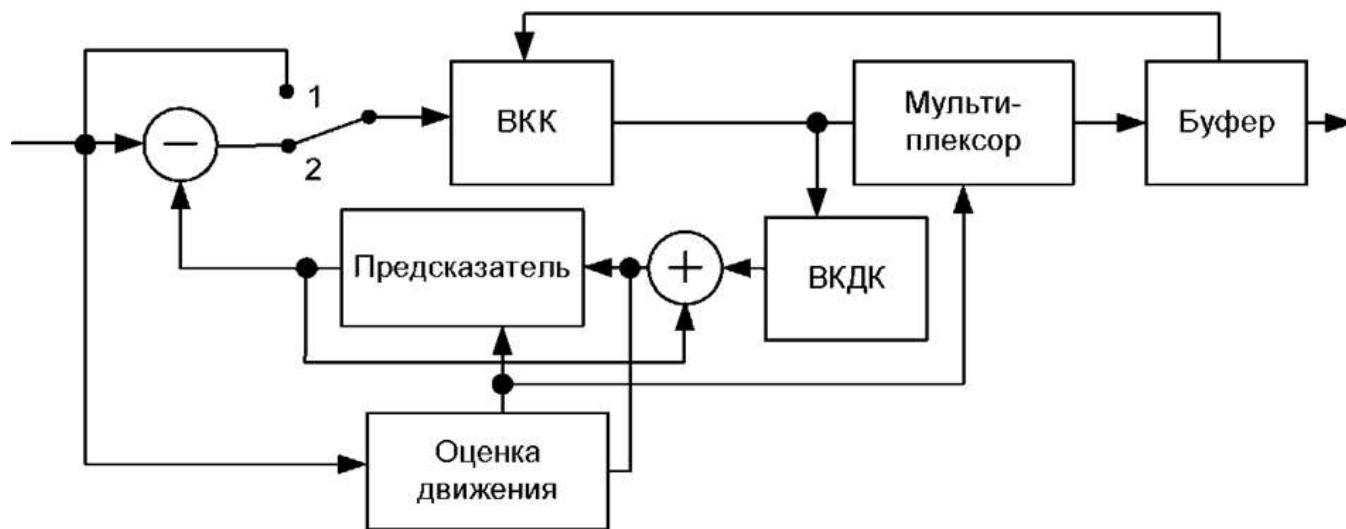 1
ВКК
Мульти-
плексор
Буфер
−
2
Предсказатель
+
ВКДК
Оценка
движения